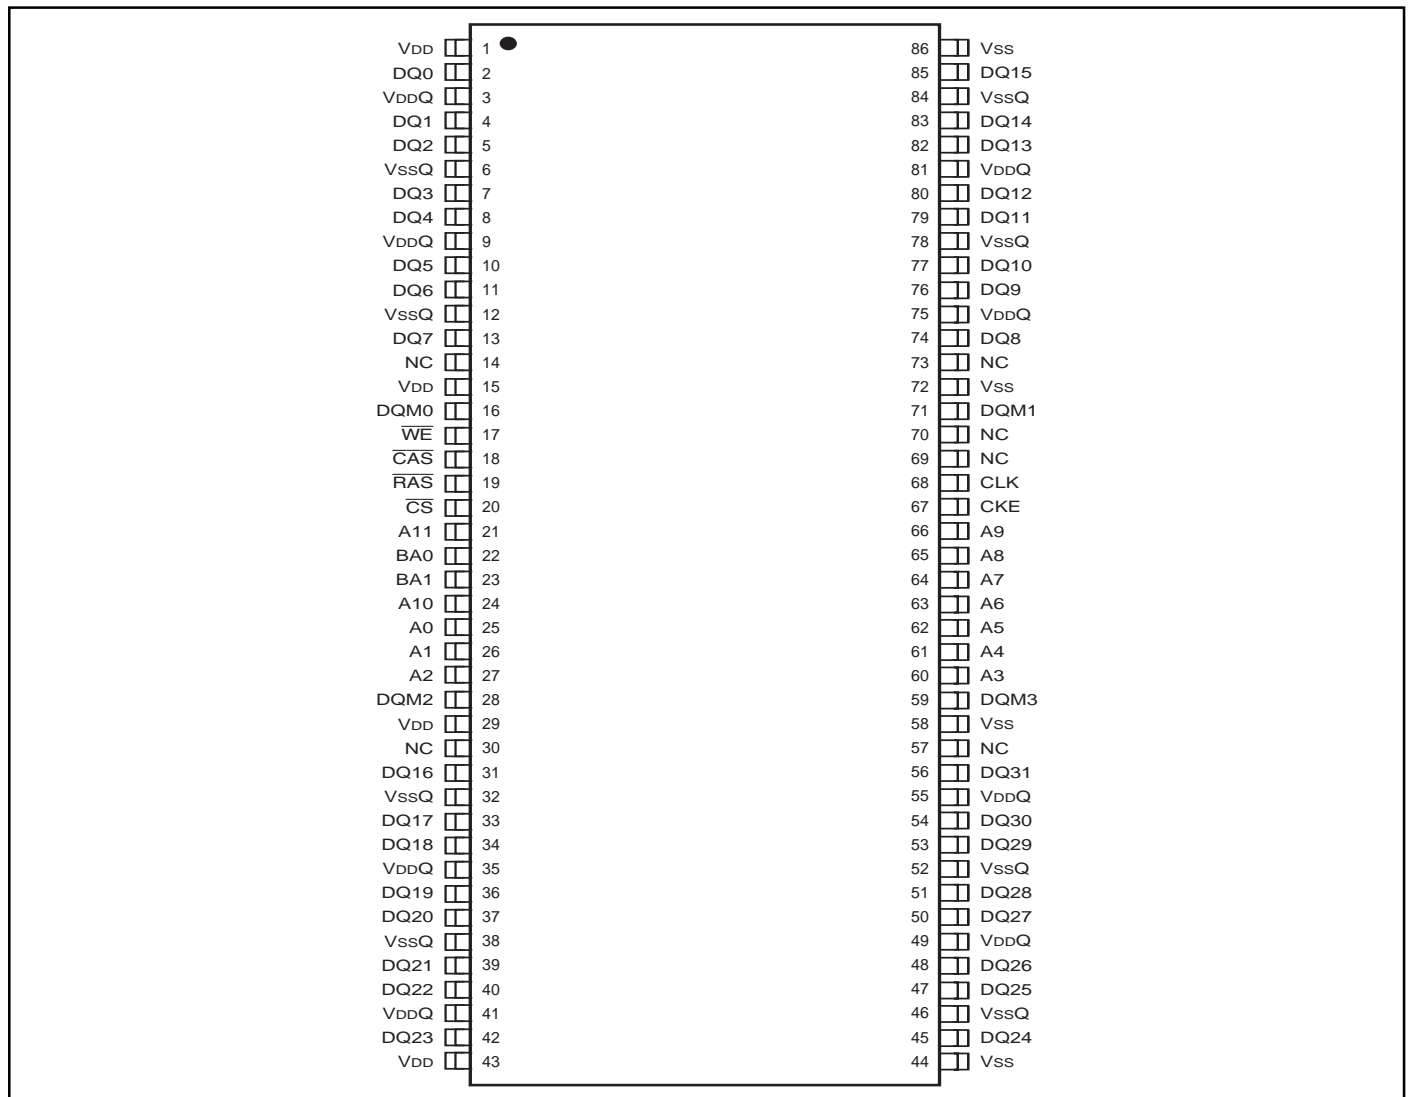 VDD 1 86 VSS
DQ0 2 85 DQ15
VDDQ 3 84 VSSQ
DQ1 4 83 DQ14
DQ2 5 82 DQ13
VSSQ 6 81 VDDQ
DQ3 7 80 DQ12
DQ4 8 79 DQ11
VDDQ 9 78 VSSQ
DQ5 10 77 DQ10
DQ6 11 76 DQ9
VSSQ 12 75 VDDQ
DQ7 13 74 DQ8
NC 14 73 NC
VDD 15 72 VSS
DQM0 16 71 DQM1
W̅E̅ 17 70 NC
C̅A̅S̅ 18 69 NC
R̅A̅S̅ 19 68 CLK
C̅S̅ 20 67 CKE
A11 21 66 A9
BA0 22 65 A8
BA1 23 64 A7
A10 24 63 A6
A0 25 62 A5
A1 26 61 A4
A2 27 60 A3
DQM2 28 59 DQM3
VDD 29 58 VSS
NC 30 57 NC
DQ16 31 56 DQ31
VSSQ 32 55 VDDQ
DQ17 33 54 DQ30
DQ18 34 53 DQ29
VDDQ 35 52 VSSQ
DQ19 36 51 DQ28
DQ20 37 50 DQ27
VSSQ 38 49 VDDQ
DQ21 39 48 DQ26
DQ22 40 47 DQ25
VDDQ 41 46 VSSQ
DQ23 42 45 DQ24
VDD 43 44 VSS